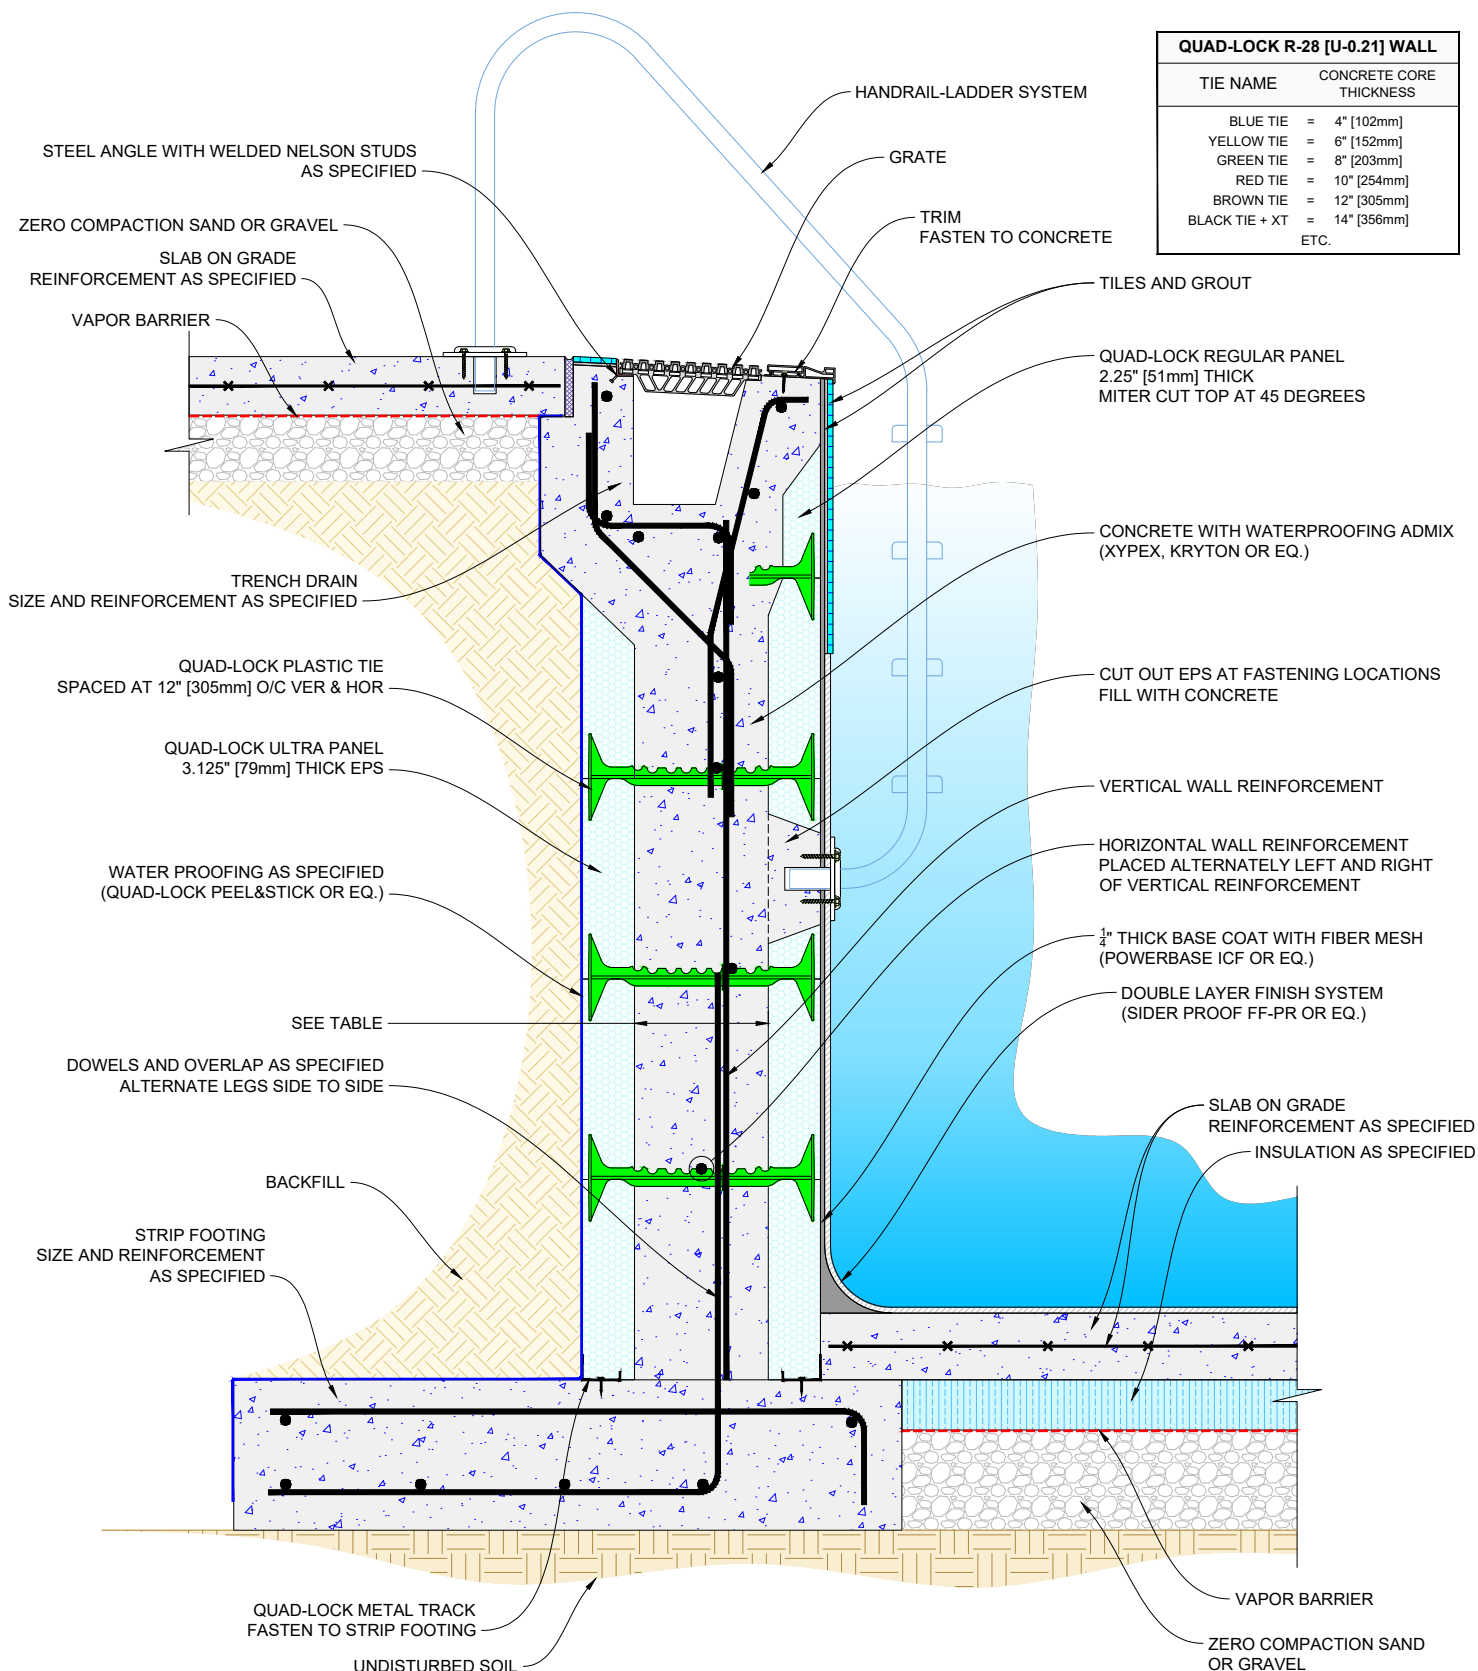 QUAD-LOCK R-28 [U-0.21] WALL
TIE NAME
CONCRETE CORE
THICKNESS
BLUE TIE = 4" [102mm]
YELLOW TIE = 6" [152mm]
GREEN TIE = 8" [203mm]
RED TIE = 10" [254mm]
BROWN TIE = 12" [305mm]
BLACK TIE + XT = 14" [356mm]
ETC.
HANDRAIL-LADDER SYSTEM
STEEL ANGLE WITH WELDED NELSON STUDS
AS SPECIFIED
GRATE
ZERO COMPACTION SAND OR GRAVEL
TRIM
FASTEN TO CONCRETE
SLAB ON GRADE
REINFORCEMENT AS SPECIFIED
TILES AND GROUT
VAPOR BARRIER
QUAD-LOCK REGULAR PANEL
2.25" [51mm] THICK
MITER CUT TOP AT 45 DEGREES
CONCRETE WITH WATERPROOFING ADMIX
(XYPEX, KRYTON OR EQ.)
TRENCH DRAIN
SIZE AND REINFORCEMENT AS SPECIFIED
QUAD-LOCK PLASTIC TIE
SPACED AT 12" [305mm] O/C VER & HOR
CUT OUT EPS AT FASTENING LOCATIONS
FILL WITH CONCRETE
QUAD-LOCK ULTRA PANEL
3.125" [79mm] THICK EPS
VERTICAL WALL REINFORCEMENT
HORIZONTAL WALL REINFORCEMENT
PLACED ALTERNATELY LEFT AND RIGHT
OF VERTICAL REINFORCEMENT
WATER PROOFING AS SPECIFIED
(QUAD-LOCK PEEL&STICK OR EQ.)
1/4" THICK BASE COAT WITH FIBER MESH
(POWERBASE ICF OR EQ.)
DOUBLE LAYER FINISH SYSTEM
(SIDER PROOF FF-PR OR EQ.)
SEE TABLE
DOWELS AND OVERLAP AS SPECIFIED
ALTERNATE LEGS SIDE TO SIDE
SLAB ON GRADE
REINFORCEMENT AS SPECIFIED
INSULATION AS SPECIFIED
BACKFILL
STRIP FOOTING
SIZE AND REINFORCEMENT
AS SPECIFIED
QUAD-LOCK METAL TRACK
FASTEN TO STRIP FOOTING
VAPOR BARRIER
UNDISTURBED SOIL
ZERO COMPACTION SAND
OR GRAVEL